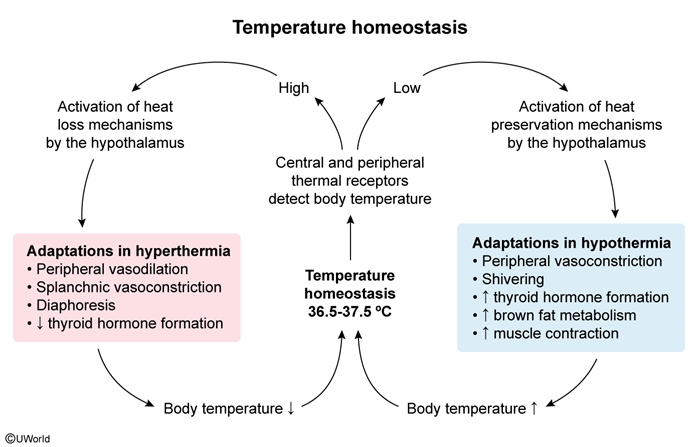 Temperature homeostasis
High
Low
Activation of heat
loss mechanisms
by the hypothalamus
Activation of heat
preservation mechanisms
by the hypothalamus
Central and peripheral
thermal receptors
detect body temperature
Adaptations in hyperthermia
• Peripheral vasodilation
• Splanchnic vasoconstriction
• Diaphoresis
• ↓ thyroid hormone formation
Temperature
homeostasis
36.5-37.5 ºC
Adaptations in hypothermia
• Peripheral vasoconstriction
• Shivering
• ↑ thyroid hormone formation
• ↑ brown fat metabolism
• ↑ muscle contraction
Body temperature ↓
Body temperature ↑
©UWorld